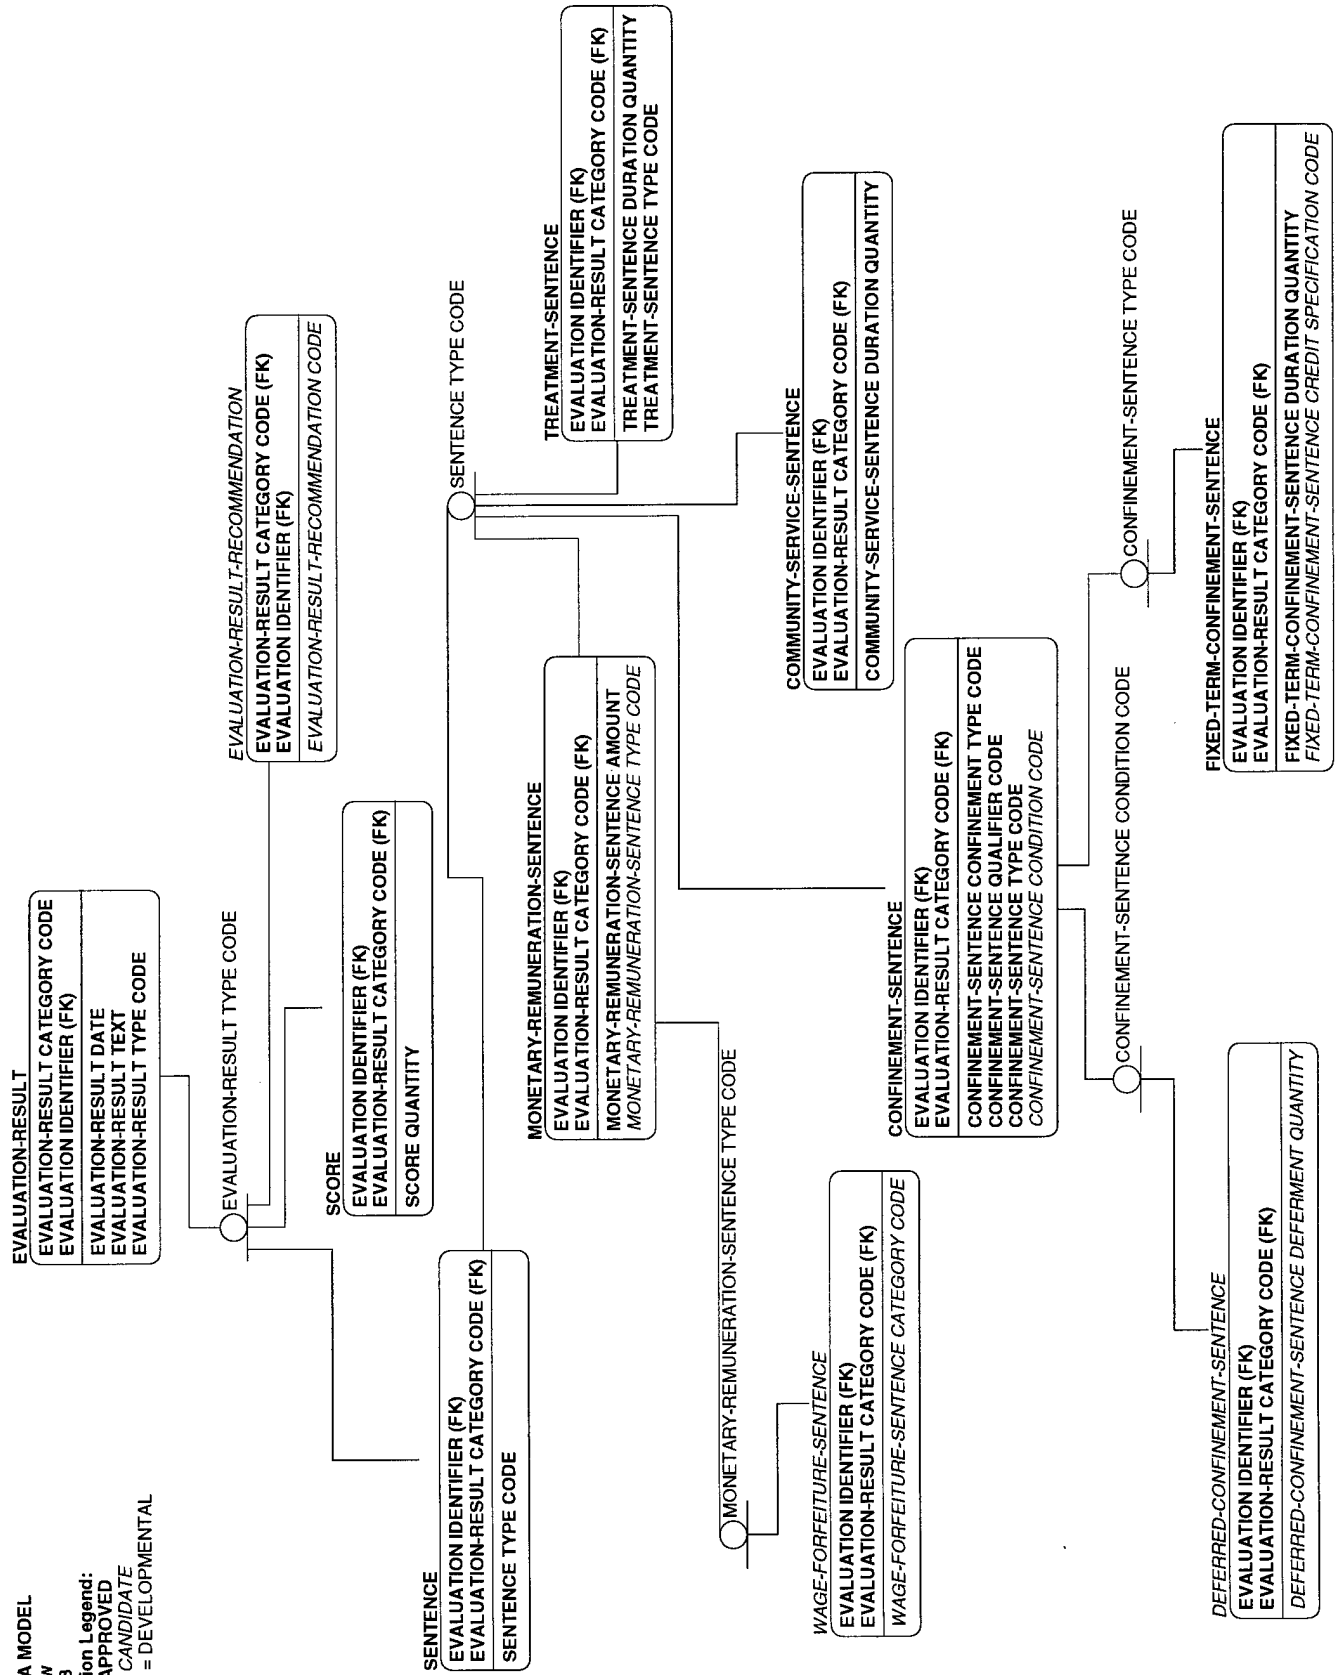 A MODEL
ion Legend:
APPROVED
CANDIDATE
= DEVELOPMENTAL
EVALUATION-RESULT
EVALUATION-RESULT CATEGORY CODE
EVALUATION IDENTIFIER (FK)
EVALUATION-RESULT DATE
EVALUATION-RESULT TEXT
EVALUATION-RESULT TYPE CODE
EVALUATION-RESULT TYPE CODE
EVALUATION-RESULT-RECOMMENDATION
EVALUATION-RESULT CATEGORY CODE (FK)
EVALUATION IDENTIFIER (FK)
EVALUATION-RESULT-RECOMMENDATION CODE
SCORE
EVALUATION IDENTIFIER (FK)
EVALUATION-RESULT CATEGORY CODE (FK)
SCORE QUANTITY
SENTENCE
EVALUATION IDENTIFIER (FK)
EVALUATION-RESULT CATEGORY CODE (FK)
SENTENCE TYPE CODE
SENTENCE TYPE CODE
MONETARY-REMUNERATION-SENTENCE
EVALUATION IDENTIFIER (FK)
EVALUATION-RESULT CATEGORY CODE (FK)
MONETARY-REMUNERATION-SENTENCE AMOUNT
MONETARY-REMUNERATION-SENTENCE TYPE CODE
TREATMENT-SENTENCE
EVALUATION IDENTIFIER (FK)
EVALUATION-RESULT CATEGORY CODE (FK)
TREATMENT-SENTENCE DURATION QUANTITY
TREATMENT-SENTENCE TYPE CODE
MONETARY-REMUNERATION-SENTENCE TYPE CODE
COMMUNITY-SERVICE-SENTENCE
EVALUATION IDENTIFIER (FK)
EVALUATION-RESULT CATEGORY CODE (FK)
COMMUNITY-SERVICE-SENTENCE DURATION QUANTITY
WAGE-FORFEITURE-SENTENCE
EVALUATION IDENTIFIER (FK)
EVALUATION-RESULT CATEGORY CODE (FK)
WAGE-FORFEITURE-SENTENCE CATEGORY CODE
CONFINEMENT-SENTENCE
EVALUATION IDENTIFIER (FK)
EVALUATION-RESULT CATEGORY CODE (FK)
CONFINEMENT-SENTENCE CONFINEMENT TYPE CODE
CONFINEMENT-SENTENCE QUALIFIER CODE
CONFINEMENT-SENTENCE TYPE CODE
CONFINEMENT-SENTENCE CONDITION CODE
CONFINEMENT-SENTENCE CONDITION CODE
CONFINEMENT-SENTENCE TYPE CODE
DEFERRED-CONFINEMENT-SENTENCE
EVALUATION IDENTIFIER (FK)
EVALUATION-RESULT CATEGORY CODE (FK)
DEFERRED-CONFINEMENT-SENTENCE DEFERMENT QUANTITY
FIXED-TERM-CONFINEMENT-SENTENCE
EVALUATION IDENTIFIER (FK)
EVALUATION-RESULT CATEGORY CODE (FK)
FIXED-TERM-CONFINEMENT-SENTENCE DURATION QUANTITY
FIXED-TERM-CONFINEMENT-SENTENCE CREDIT SPECIFICATION CODE